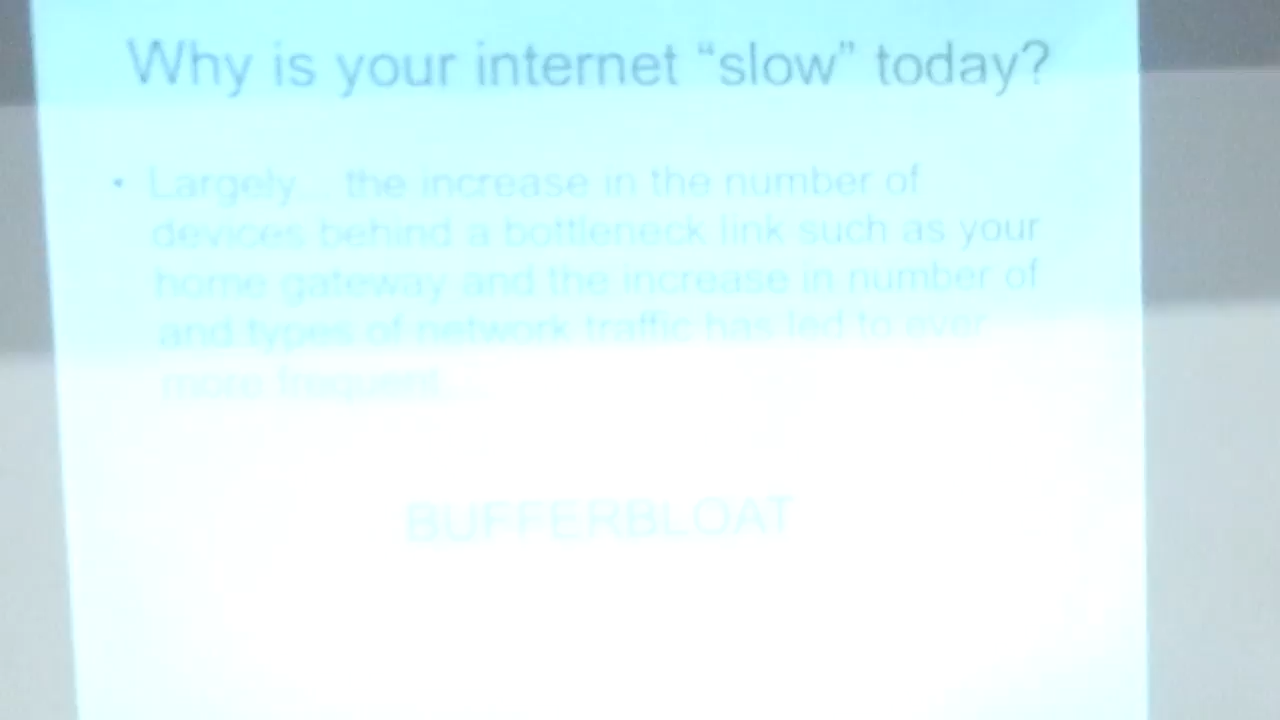 Why is your internet “slow” today?
• Largely... the increase in the number of
devices behind a bottleneck link such as your
home gateway and the increase in number of
and types of network traffic has led to ever
more frequent...
BUFFERBLOAT